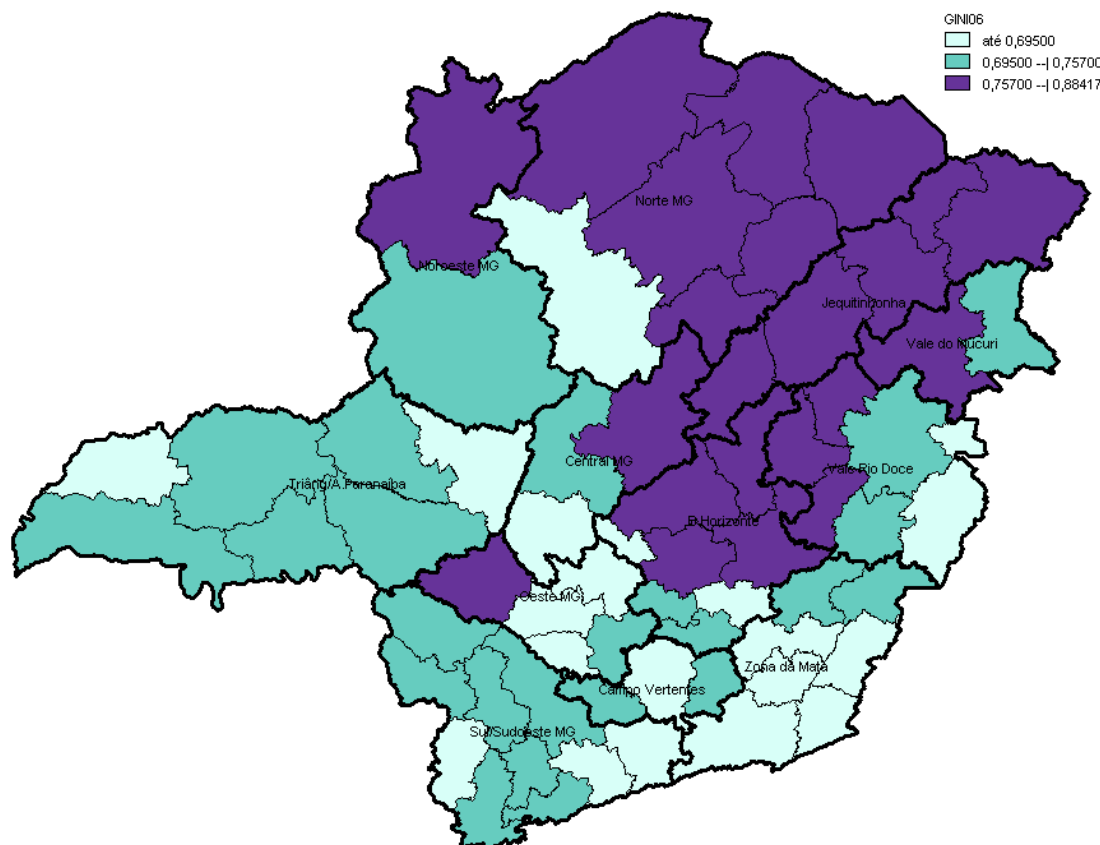 GINI06
até 0,69500
0,69500 --| 0,75700
0,75700 --| 0,88417
Norte MG
Noroeste MG
Jequitinhonha
Vale do Mucuri
Central MG
Vale Rio Doce
Triâng/A.Paranaíba
B.Horizonte
Oeste MG
Zona da Mata
Campo Vertentes
Sul/Sudoeste MG